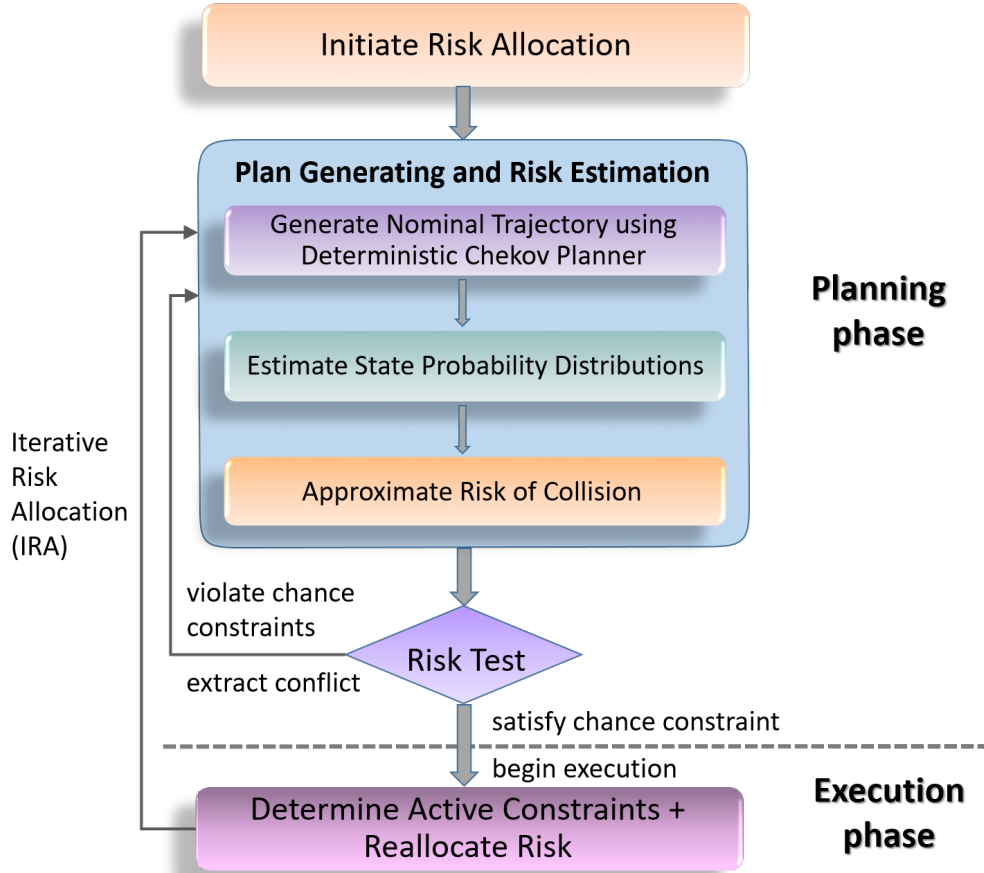 Initiate Risk Allocation
Plan Generating and Risk Estimation
Generate Nominal Trajectory using
Deterministic Chekov Planner
Estimate State Probability Distributions
Approximate Risk of Collision
Planning
phase
Iterative
Risk
Allocation
(IRA)
violate chance
constraints
extract conflict
Risk Test
satisfy chance constraint
begin execution
Determine Active Constraints +
Reallocate Risk
Execution
phase